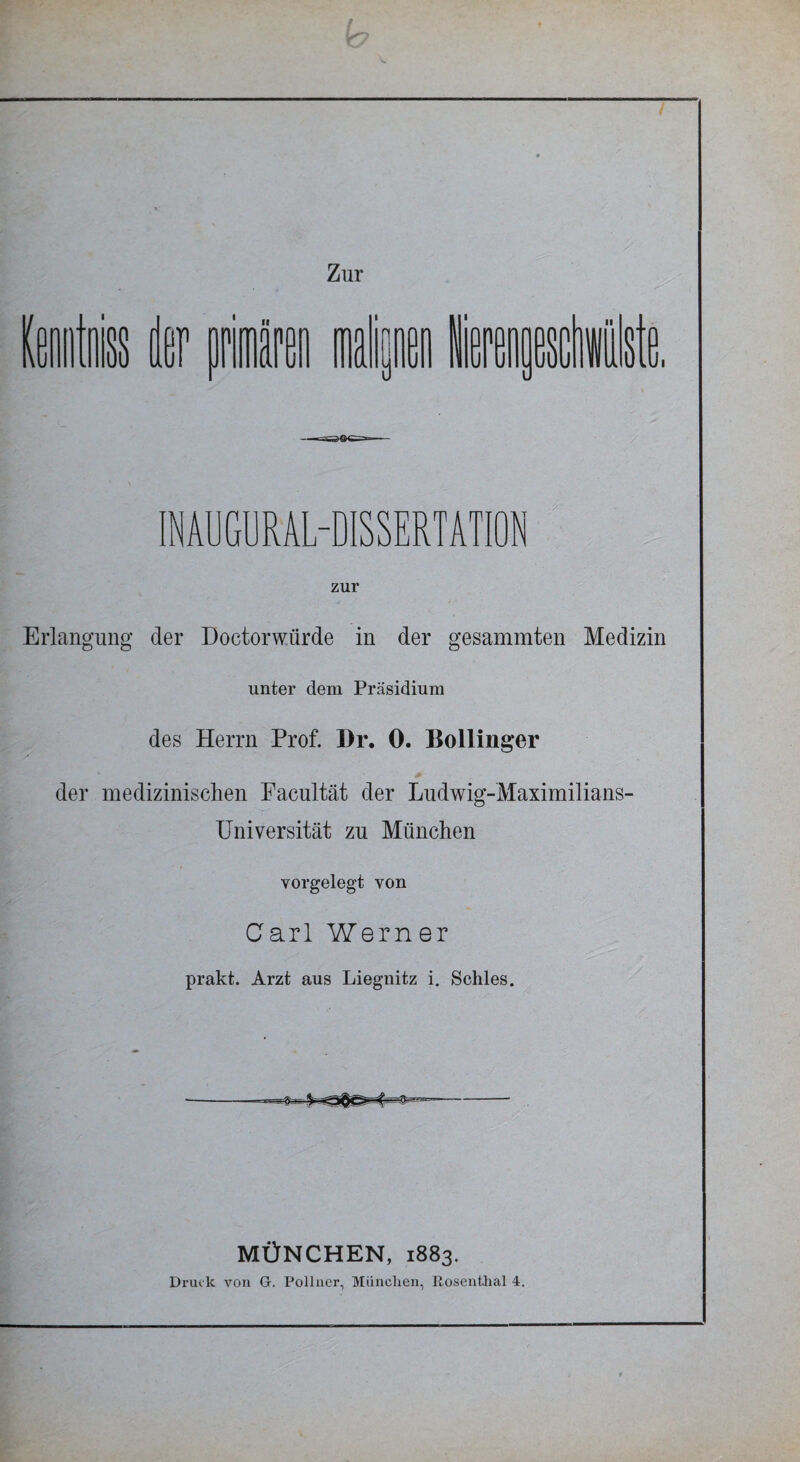 b
Zur
Kenntniss der primären malignen Nierengeschwülste.
INAUGURAL-DISSERTATION
zur
Erlangung der Doctorwürde in der gesammten Medizin
unter dem Präsidium
des Herrn Prof. Dr. O. Bollinger
der medizinischen Facultät der Ludwig-Maximilians-
Universität zu München
vorgelegt von
Carl Werner
prakt. Arzt aus Liegnitz i. Schles.
MÜNCHEN, 1883.
Druck von G. Pollner, München, Rosenthal 4.